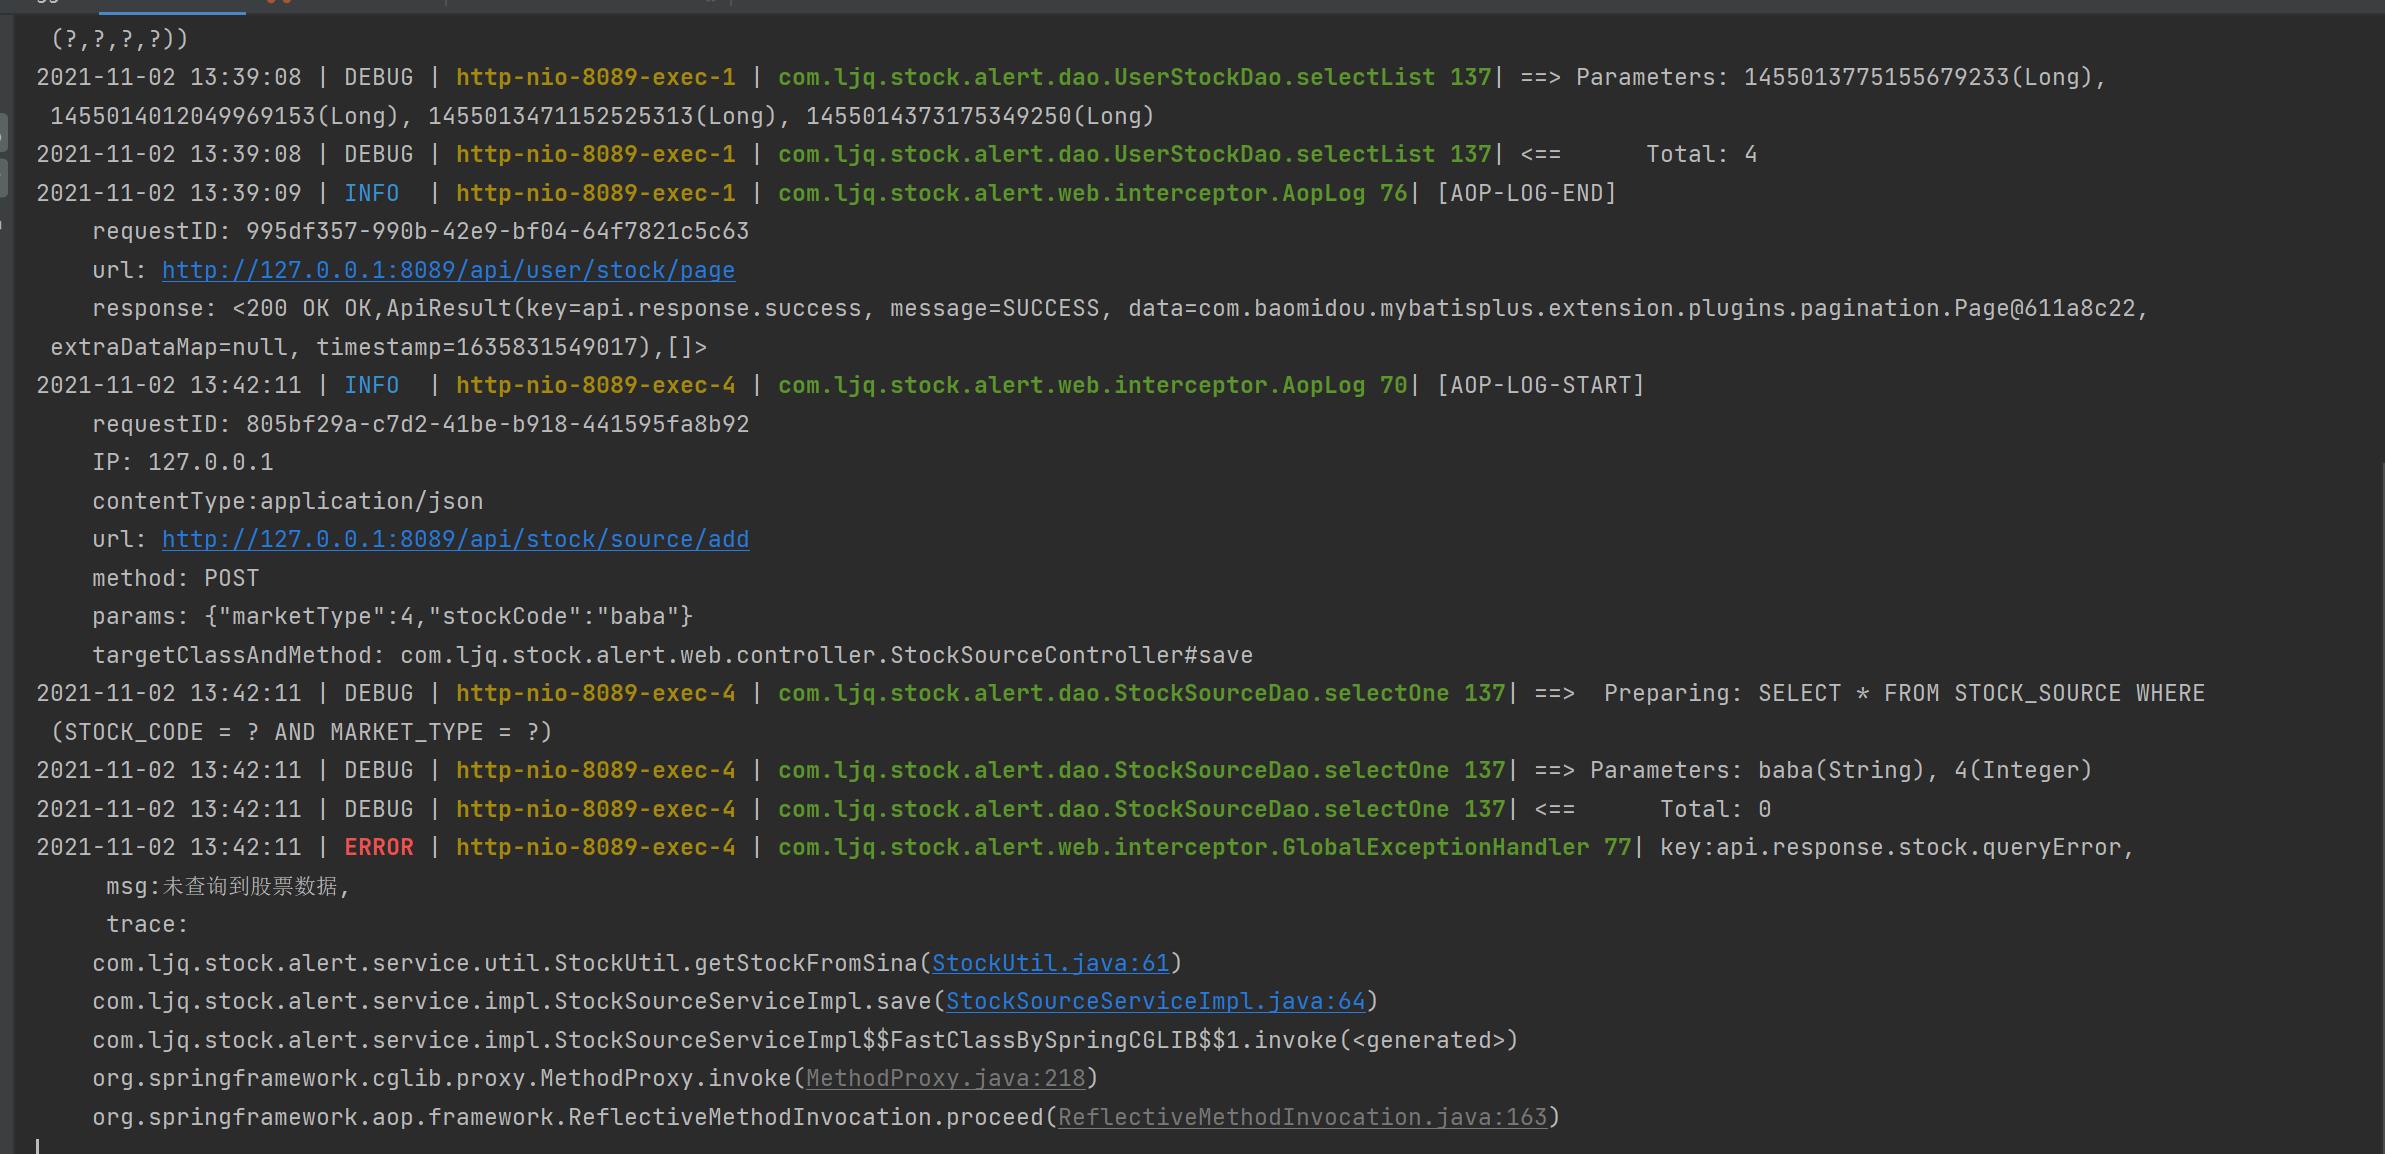 (?,?,?,?))
2021-11-02 13:39:08 | DEBUG | http-nio-8089-exec-1 | com.ljq.stock.alert.dao.UserStockDao.selectList 137| ==> Parameters: 1455013775155679233(Long),
1455014012049969153(Long), 1455013471152525313(Long), 1455014373175349250(Long)
2021-11-02 13:39:08 | DEBUG | http-nio-8089-exec-1 | com.ljq.stock.alert.dao.UserStockDao.selectList 137| <==      Total: 4
2021-11-02 13:39:09 | INFO  | http-nio-8089-exec-1 | com.ljq.stock.alert.web.interceptor.AopLog 76| [AOP-LOG-END]
requestID: 995df357-990b-42e9-bf04-64f7821c5c63
url: http://127.0.0.1:8089/api/user/stock/page
response: <200 OK OK,ApiResult(key=api.response.success, message=SUCCESS, data=com.baomidou.mybatisplus.extension.plugins.pagination.Page@611a8c22,
extraDataMap=null, timestamp=1635831549017),[]>
2021-11-02 13:42:11 | INFO  | http-nio-8089-exec-4 | com.ljq.stock.alert.web.interceptor.AopLog 70| [AOP-LOG-START]
requestID: 805bf29a-c7d2-41be-b918-441595fa8b92
IP: 127.0.0.1
contentType:application/json
url: http://127.0.0.1:8089/api/stock/source/add
method: POST
params: {"marketType":4,"stockCode":"baba"}
targetClassAndMethod: com.ljq.stock.alert.web.controller.StockSourceController#save
2021-11-02 13:42:11 | DEBUG | http-nio-8089-exec-4 | com.ljq.stock.alert.dao.StockSourceDao.selectOne 137| ==>  Preparing: SELECT * FROM STOCK_SOURCE WHERE
(STOCK_CODE = ? AND MARKET_TYPE = ?)
2021-11-02 13:42:11 | DEBUG | http-nio-8089-exec-4 | com.ljq.stock.alert.dao.StockSourceDao.selectOne 137| ==> Parameters: baba(String), 4(Integer)
2021-11-02 13:42:11 | DEBUG | http-nio-8089-exec-4 | com.ljq.stock.alert.dao.StockSourceDao.selectOne 137| <==      Total: 0
2021-11-02 13:42:11 | ERROR | http-nio-8089-exec-4 | com.ljq.stock.alert.web.interceptor.GlobalExceptionHandler 77| key:api.response.stock.queryError,
msg:未查询到股票数据,
trace:
com.ljq.stock.alert.service.util.StockUtil.getStockFromSina(StockUtil.java:61)
com.ljq.stock.alert.service.impl.StockSourceServiceImpl.save(StockSourceServiceImpl.java:64)
com.ljq.stock.alert.service.impl.StockSourceServiceImpl$$FastClassBySpringCGLIB$$1.invoke(<generated>)
org.springframework.cglib.proxy.MethodProxy.invoke(MethodProxy.java:218)
org.springframework.aop.framework.ReflectiveMethodInvocation.proceed(ReflectiveMethodInvocation.java:163)